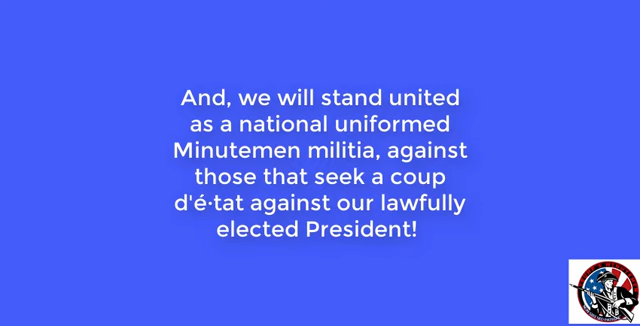 And, we will stand united
as a national uniformed
Minutemen militia, against
those that seek a coup
d'é·tat against our lawfully
elected President!